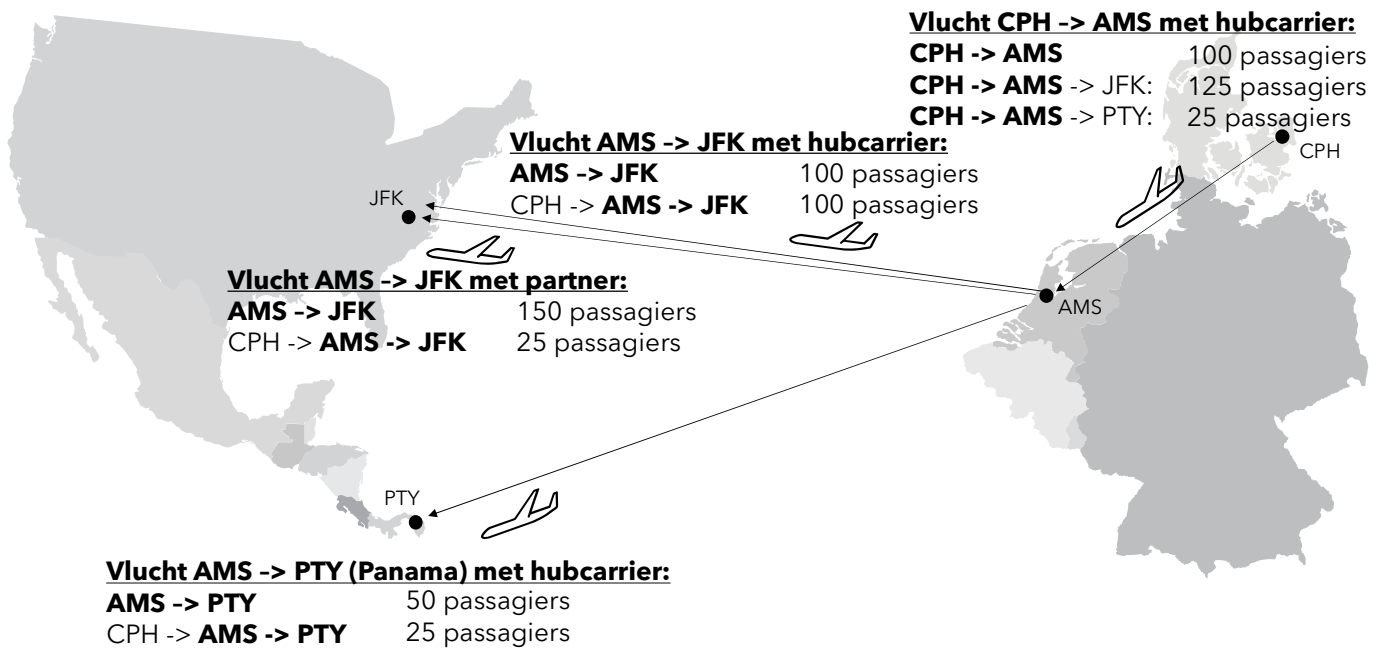 Vlucht CPH -> AMS met hubcarrier:
CPH -> AMS 100 passagiers
CPH -> AMS -> JFK: 125 passagiers
CPH -> AMS -> PTY: 25 passagiers
CPH
Vlucht AMS –> JFK met hubcarrier:
AMS –> JFK 100 passagiers
CPH -> AMS -> JFK 100 passagiers
JFK
Vlucht AMS –> JFK met partner:
AMS –> JFK 150 passagiers
CPH -> AMS -> JFK 25 passagiers
AMS
PTY
Vlucht AMS –> PTY (Panama) met hubcarrier:
AMS –> PTY 50 passagiers
CPH -> AMS -> PTY 25 passagiers